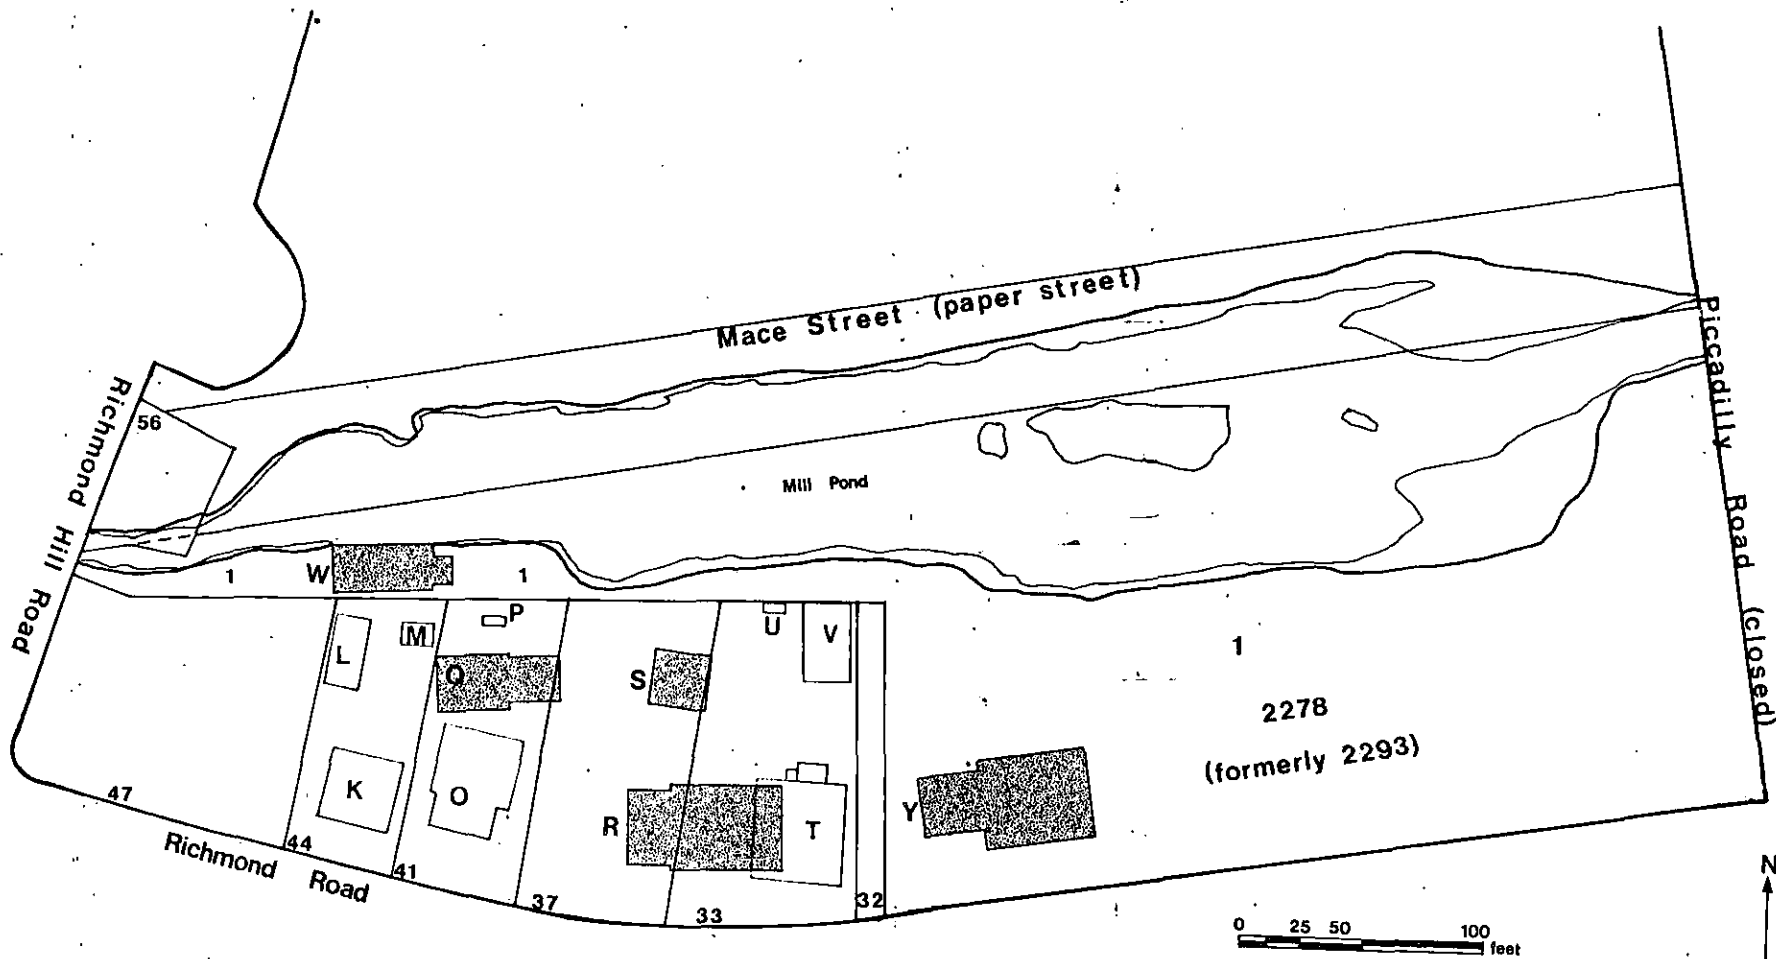 Mace Street (paper street)
Piccadilly Road (closed)
Richmond Hill Road
56
Mill Pond
1
W
1
P
L
M
Q
S
U
V
1
2278
(formerly 2293)
K
O
R
T
Y
47
44
41
37
33
32
Richmond Road
N
0 25 50 100
feet